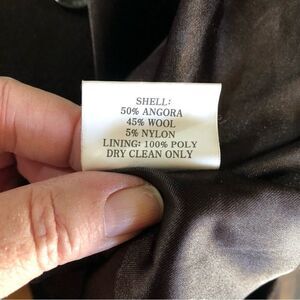 SHELL:
50% ANGORA
45% WOOL
5% NYLON
LINING: 100% POLY
DRY CLEAN ONLY